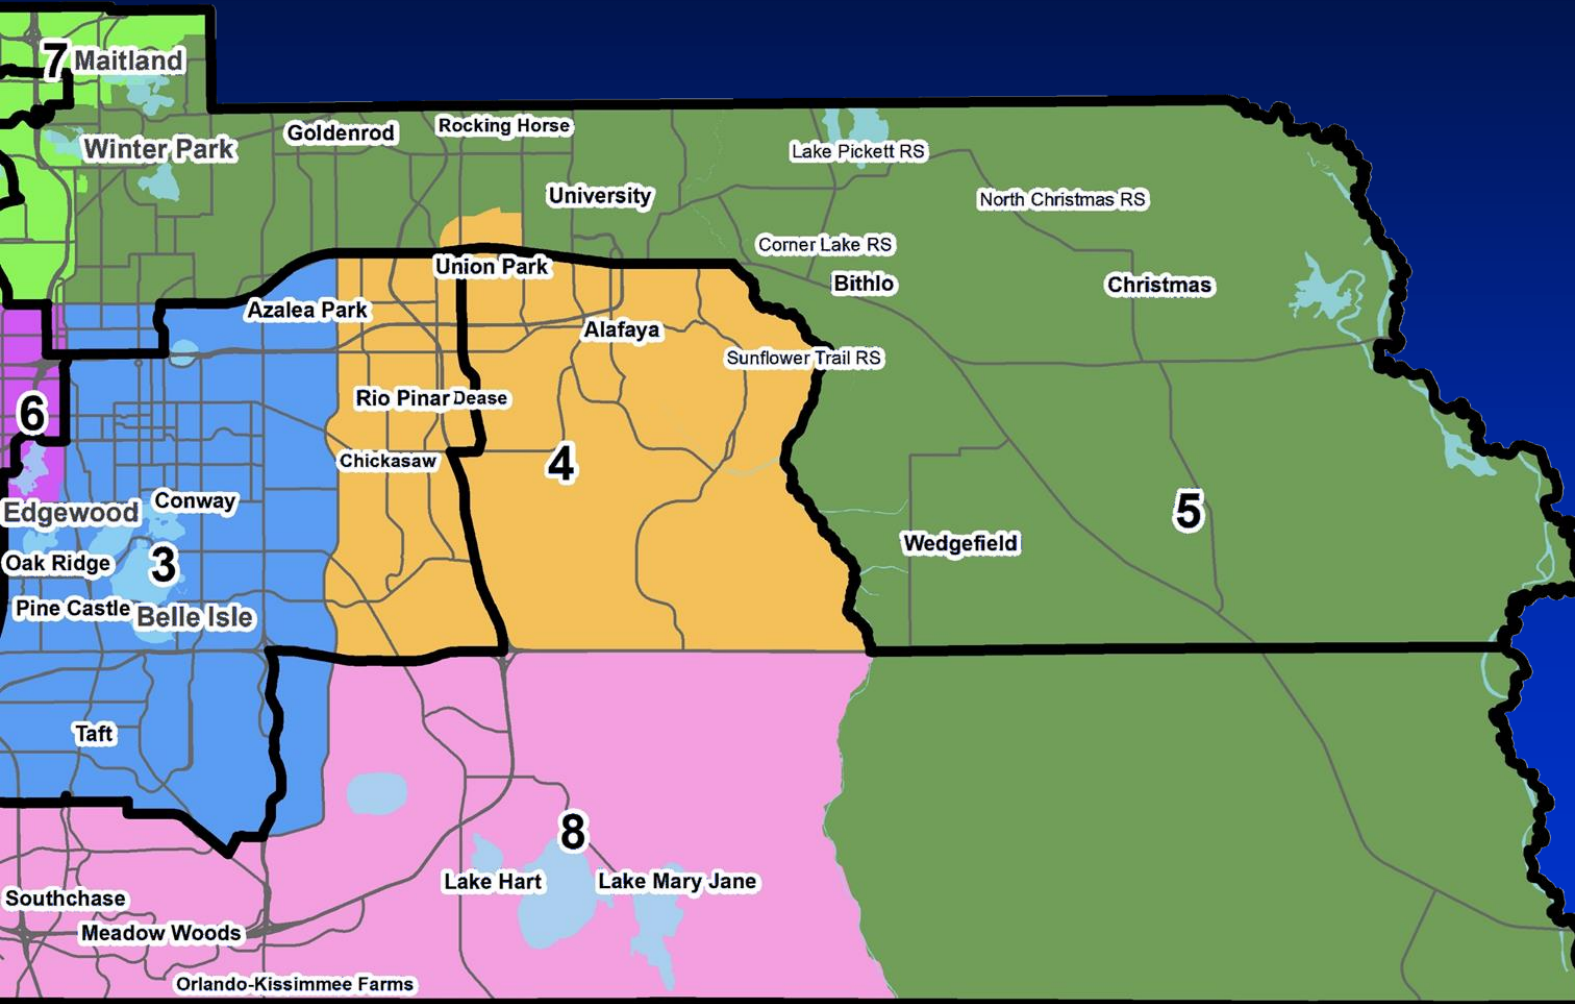 7
Maitland
Winter Park
Goldenrod
Rocking Horse
Lake Pickett RS
University
North Christmas RS
Corner Lake RS
Union Park
Bithlo
Christmas
Azalea Park
Alafaya
Sunflower Trail RS
6
Rio Pinar
Dease
Chickasaw
4
Conway
Edgewood
5
Wedgefield
Oak Ridge
3
Pine Castle
Belle Isle
Taft
8
Lake Hart
Lake Mary Jane
Southchase
Meadow Woods
Orlando-Kissimmee Farms